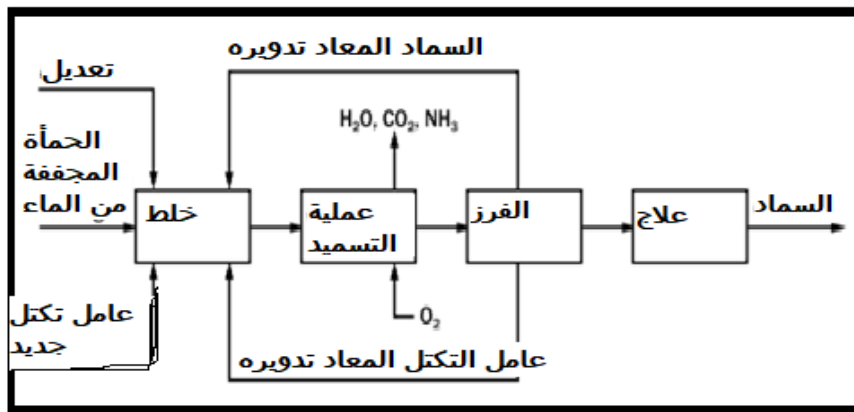 السماد المعاد تدويره
تعديل
H₂O, CO₂, NH₃
الحمأة
المجففة
من الماء
خلط
عملية
التسميد
الفرز
علاج
السماد
O₂
عامل تكتل
جديد
عامل التكتل المعاد تدويره